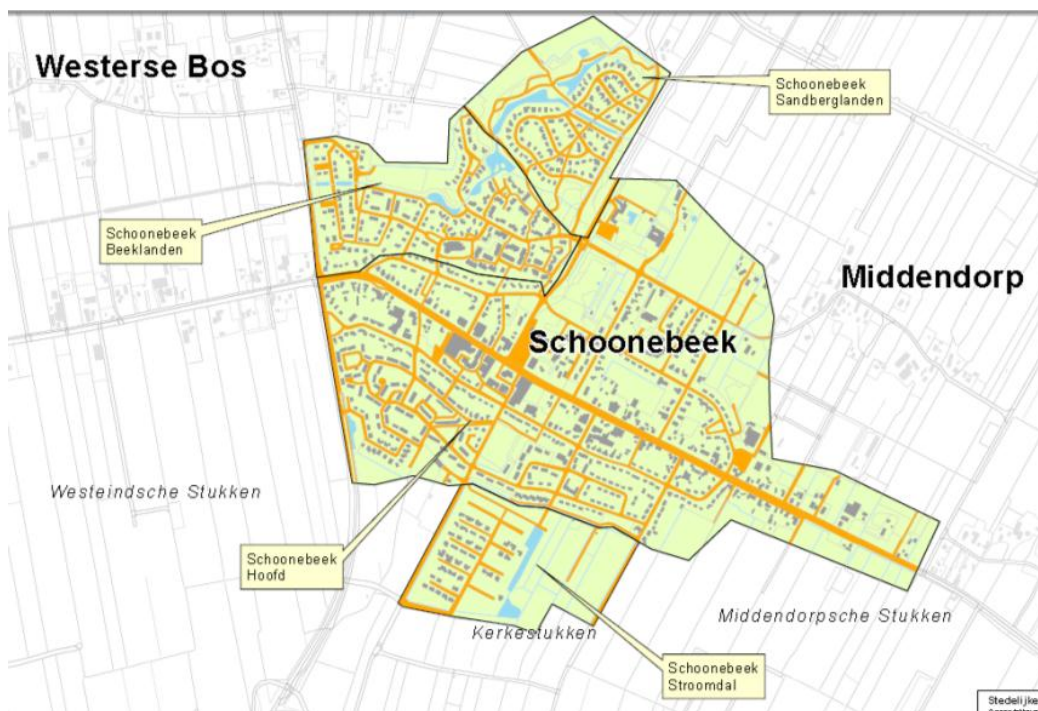 Westerse Bos
Schoonebeek
Sandberglanden
Schoonebeek
Beeklanden
Middendorp
Schoonebeek
Westeindsche Stukken
Schoonebeek
Hoofd
Middendorpsche Stukken
Kerkestukken
Schoonebeek
Stroomdal
Stedelijke